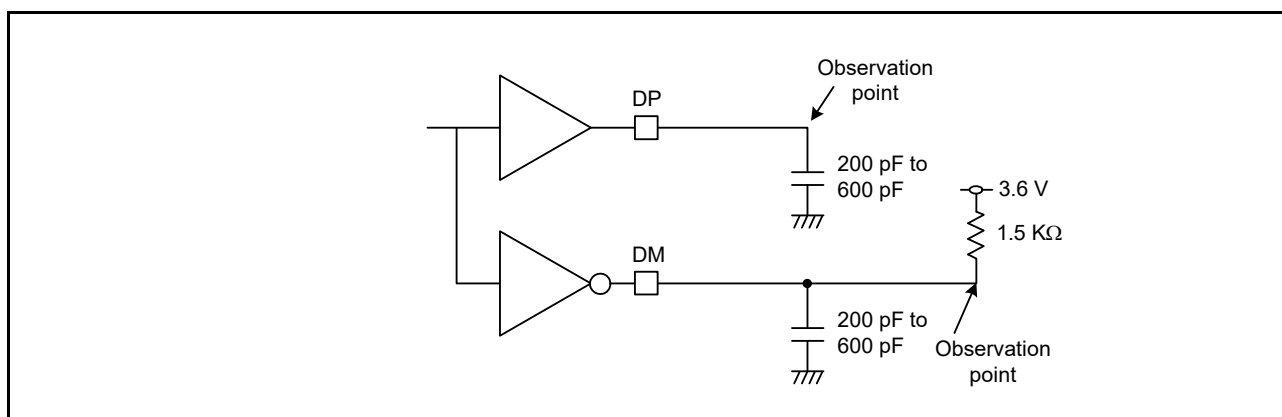 Observation
point
DP
200 pF to
600 pF
3.6 V
1.5 KΩ
DM
200 pF to
600 pF
Observation
point